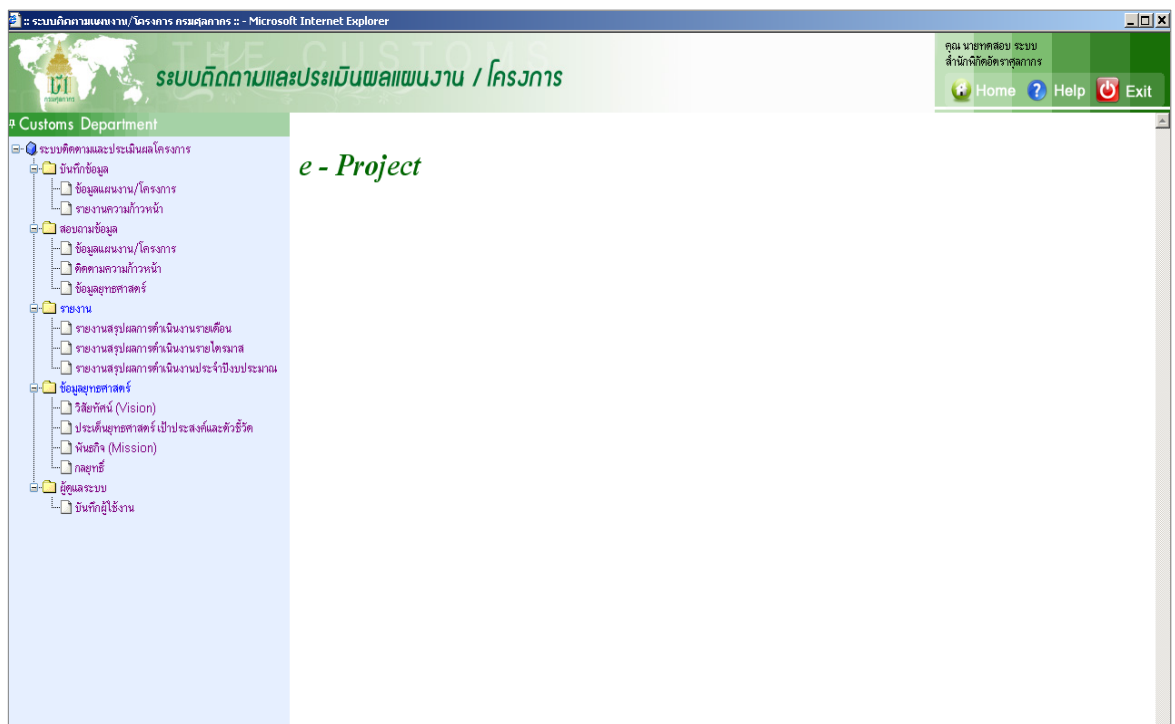 :: ระบบติดตามแผนงาน/โครงการ กรมศุลกากร :: - Microsoft Internet Explorer
THE CUSTOMS
กรมศุลกากร
ระบบติดตามและประเมินผลแผนงาน / โครงการ
คุณ นายทดสอบ ระบบ
สำนักพิกัดอัตราศุลกากร
Home Help Exit
Customs Department
ระบบติดตามและประเมินผลโครงการ
บันทึกข้อมูล
ข้อมูลแผนงาน/โครงการ
รายงานความก้าวหน้า
สอบถามข้อมูล
ข้อมูลแผนงาน/โครงการ
ติดตามความก้าวหน้า
ข้อมูลยุทธศาสตร์
รายงาน
รายงานสรุปผลการดำเนินงานรายเดือน
รายงานสรุปผลการดำเนินงานรายไตรมาส
รายงานสรุปผลการดำเนินงานประจำปีงบประมาณ
ข้อมูลยุทธศาสตร์
วิสัยทัศน์ (Vision)
ประเด็นยุทธศาสตร์ เป้าประสงค์และตัวชี้วัด
พันธกิจ (Mission)
กลยุทธ์
ผู้ดูแลระบบ
บันทึกผู้ใช้งาน
e - Project